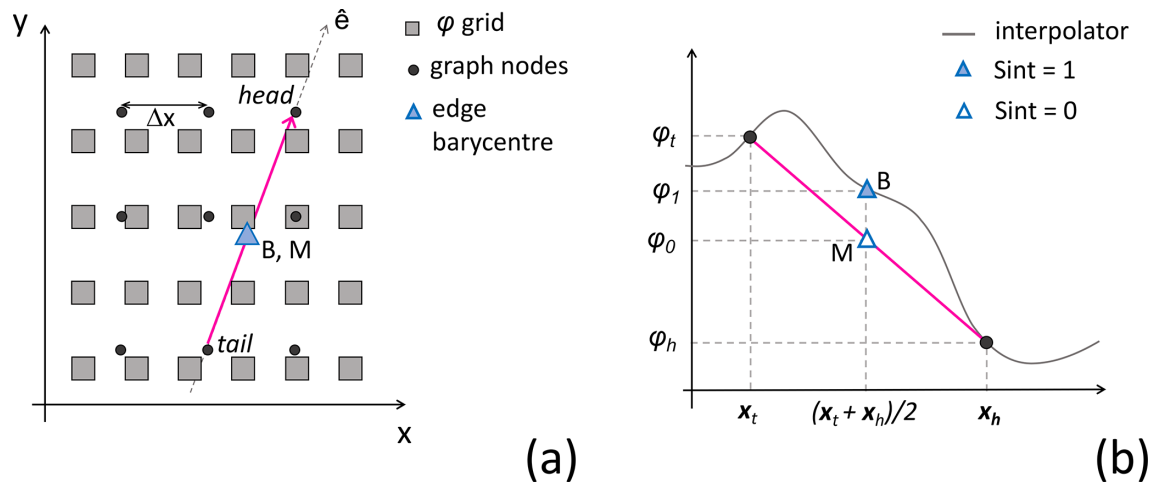 y
ê
φ grid
graph nodes
edge
barycentre
head
Δx
B, M
tail
x
(a)
interpolator
Sint = 1
Sint = 0
φt
φ1
φ0
φh
B
M
xt
(xt + xh)/2
xh
(b)